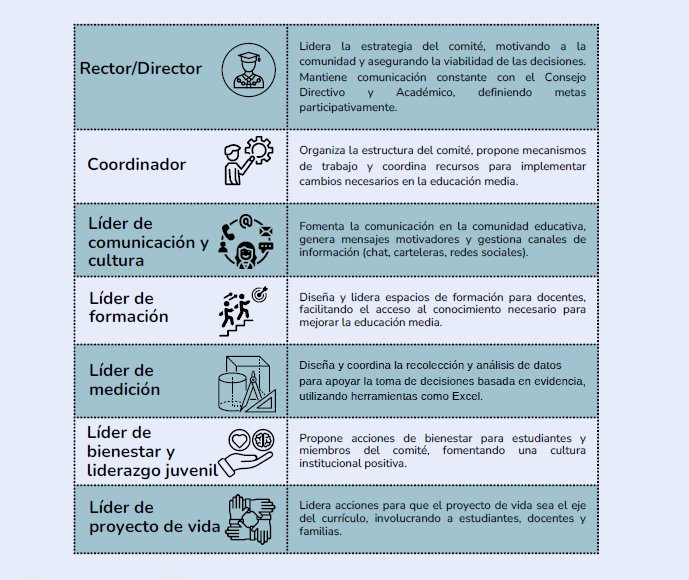 Rector/Director
Lidera la estrategia del comité, motivando a la
comunidad y asegurando la viabilidad de las decisiones.
Mantiene comunicación constante con el Consejo
Directivo y Académico, definiendo metas
participativamente.
Coordinador
Organiza la estructura del comité, propone mecanismos
de trabajo y coordina recursos para implementar
cambios necesarios en la educación media.
Líder de
comunicación y
cultura
Fomenta la comunicación en la comunidad educativa,
genera mensajes motivadores y gestiona canales de
información (chat, carteleras, redes sociales).
Líder de
formación
Diseña y lidera espacios de formación para docentes,
facilitando el acceso al conocimiento necesario para
mejorar la educación media.
Líder de
medición
Diseña y coordina la recolección y análisis de datos
para apoyar la toma de decisiones basada en evidencia,
utilizando herramientas como Excel.
Líder de
bienestar y
liderazgo juvenil
Propone acciones de bienestar para estudiantes y
miembros del comité, fomentando una cultura
institucional positiva.
Líder de
proyecto de vida
Lidera acciones para que el proyecto de vida sea el eje
del currículo, involucrando a estudiantes, docentes y
familias.